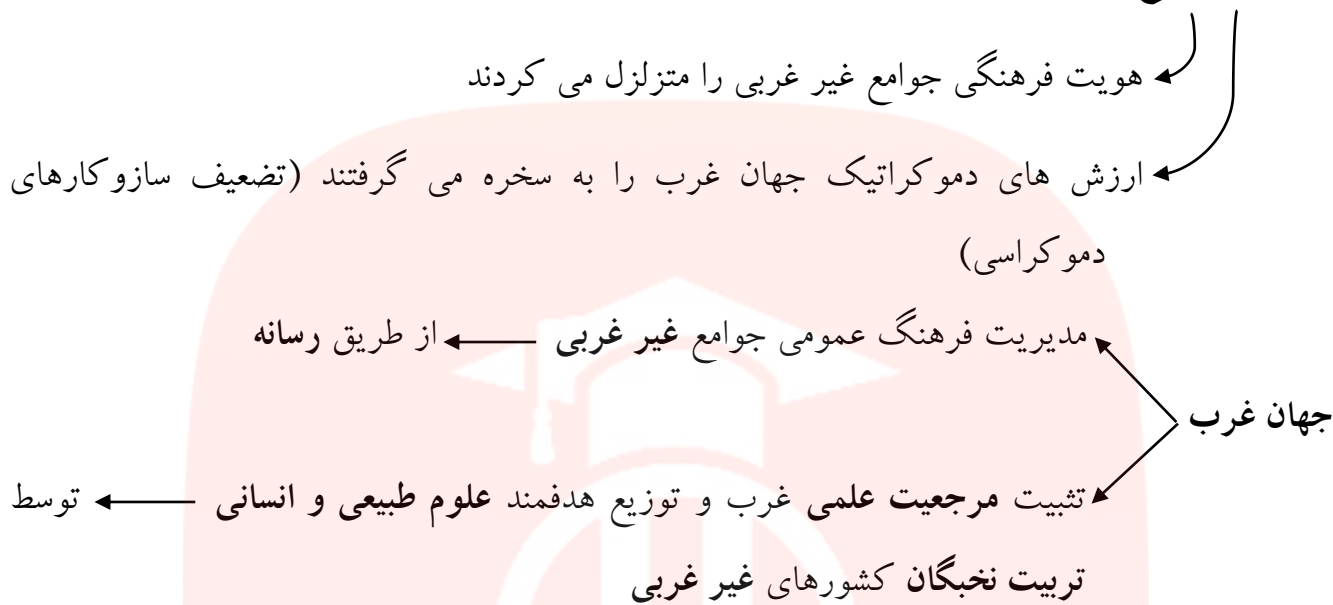 هویت فرهنگی جوامع غیر غربی را متزلزل می کردند
ارزش های دموکراتیک جهان غرب را به سخره می گرفتند (تضعیف سازوکارهای
دموکراسی)
مدیریت فرهنگ عمومی جوامع غیر غربی از طریق رسانه
جهان غرب
تثبیت مرجعیت علمی غرب و توزیع هدفمند علوم طبیعی و انسانی توسط
تربیت نخبگان کشورهای غیر غربی